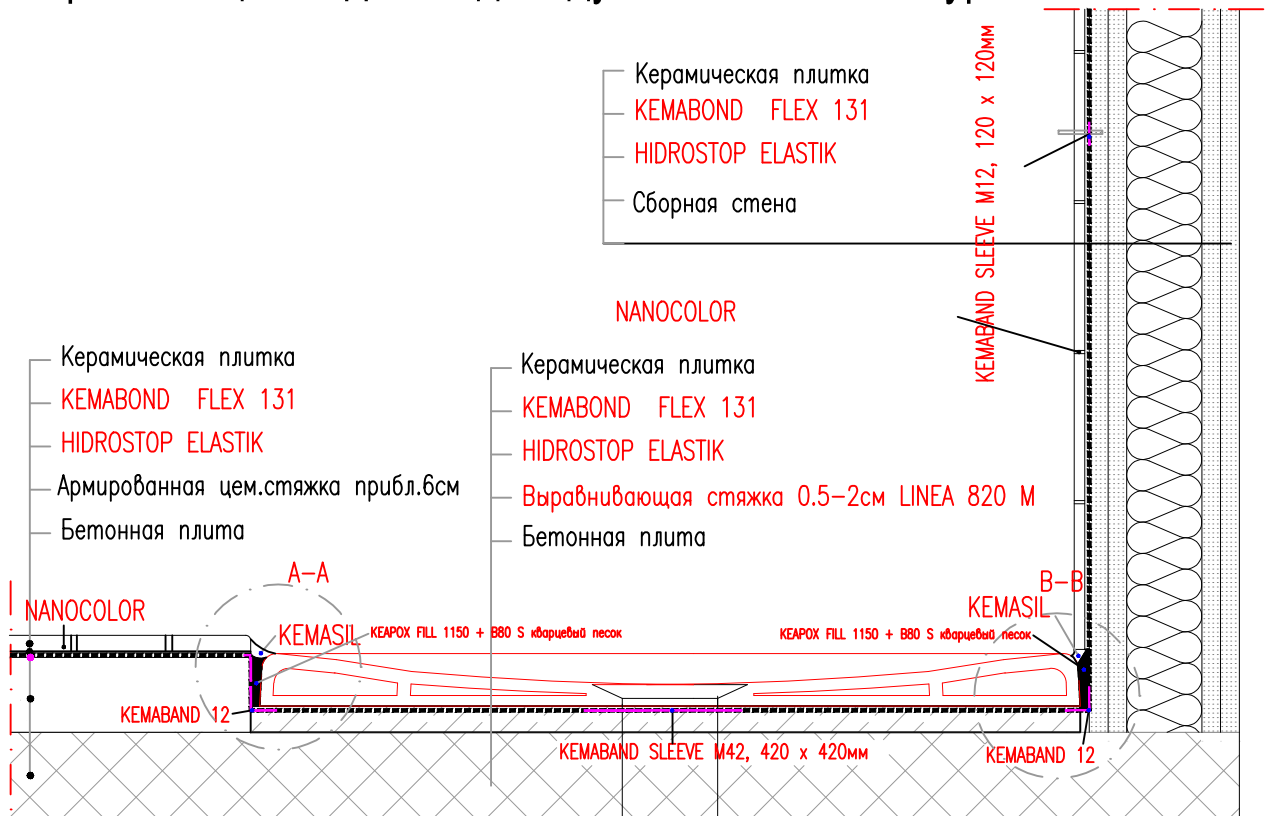 Керамическая плитка
KEMABOND FLEX 131
HIDROSTOP ELASTIK
Сборная стена
KEMABAND SLEEVE M12, 120 x 120мм
NANOCOLOR
Керамическая плитка
KEMABOND FLEX 131
HIDROSTOP ELASTIK
Армированная цем.стяжка прибл.6см
Бетонная плита
Керамическая плитка
KEMABOND FLEX 131
HIDROSTOP ELASTIK
Выравнивающая стяжка 0.5-2см LINEA 820 M
Бетонная плита
A-A
B-B
NANOCOLOR
KEMASIL
KEAPOX FILL 1150 + B80 S кварцевый песок
KEAPOX FILL 1150 + B80 S кварцевый песок
KEMASIL
KEMABAND 12
KEMABAND SLEEVE M42, 420 x 420мм
KEMABAND 12